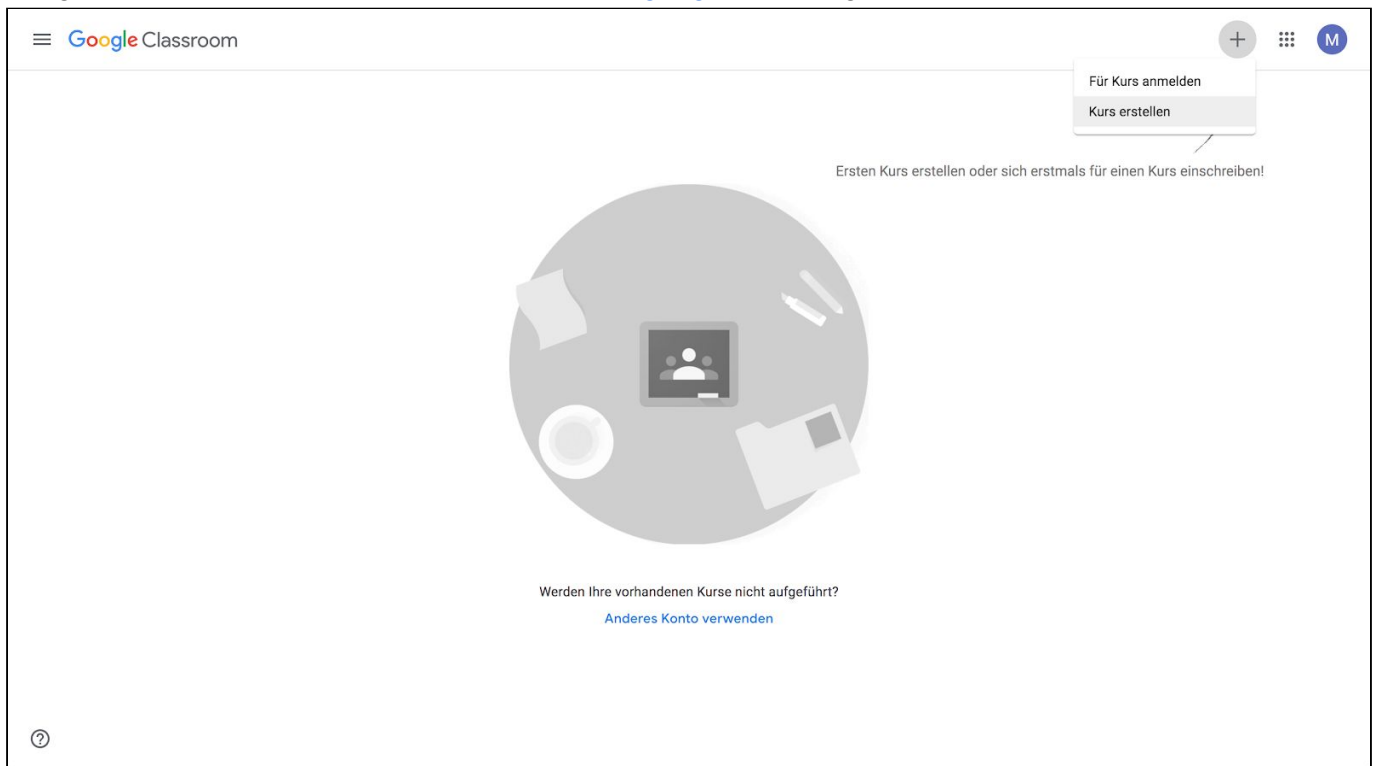 Google Classroom
M
Für Kurs anmelden
Kurs erstellen
Ersten Kurs erstellen oder sich erstmals für einen Kurs einschreiben!
Werden Ihre vorhandenen Kurse nicht aufgeführt?
Anderes Konto verwenden